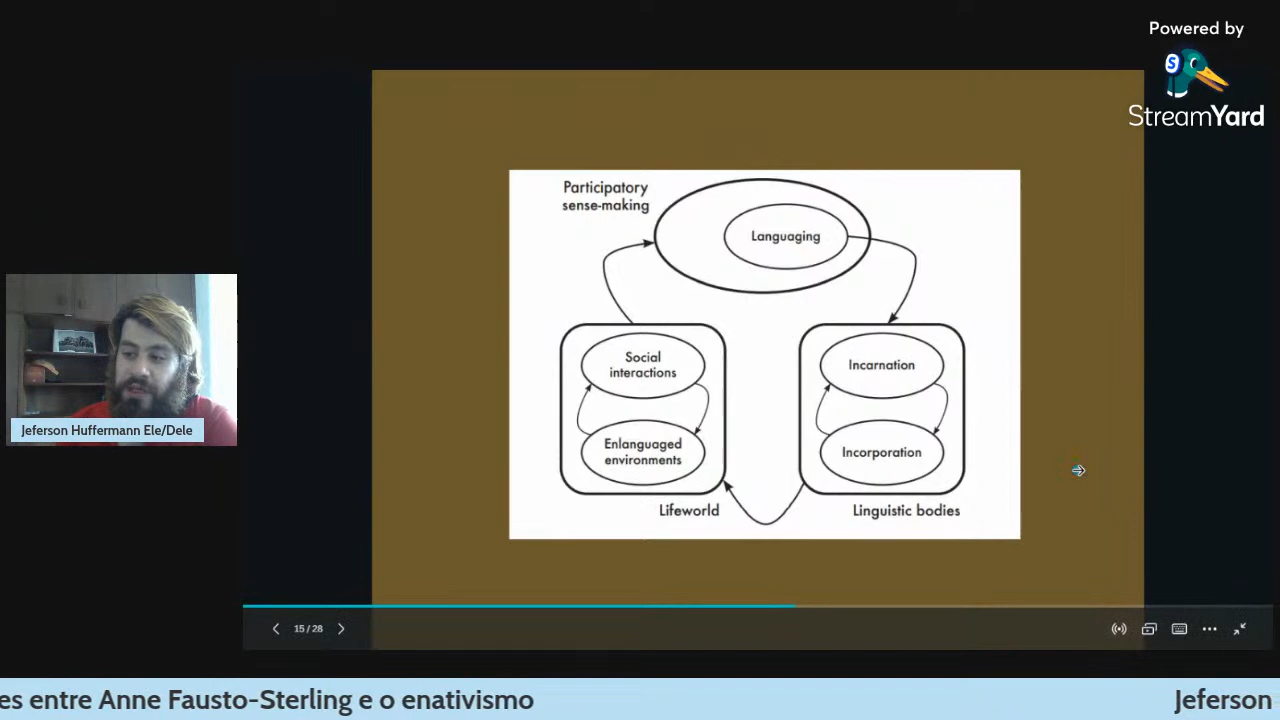 Powered by
StreamYard
Participatory
sense-making
Languaging
Social
interactions
Enlanguaged
environments
Lifeworld
Incarnation
Incorporation
Linguistic bodies
Jeferson Huffermann Ele/Dele
15 / 28
es entre Anne Fausto-Sterling e o enativismo
Jeferson